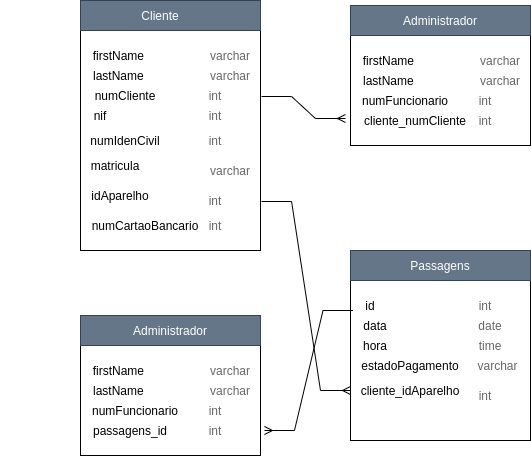 Cliente
firstName varchar
lastName varchar
numCliente int
nif int
numIdenCivil int
matricula varchar
idAparelho int
numCartaoBancario int
Administrador
firstName varchar
lastName varchar
numFuncionario int
cliente_numCliente int
Administrador
firstName varchar
lastName varchar
numFuncionario int
passagens_id int
Passagens
id int
data date
hora time
estadoPagamento varchar
cliente_idAparelho int